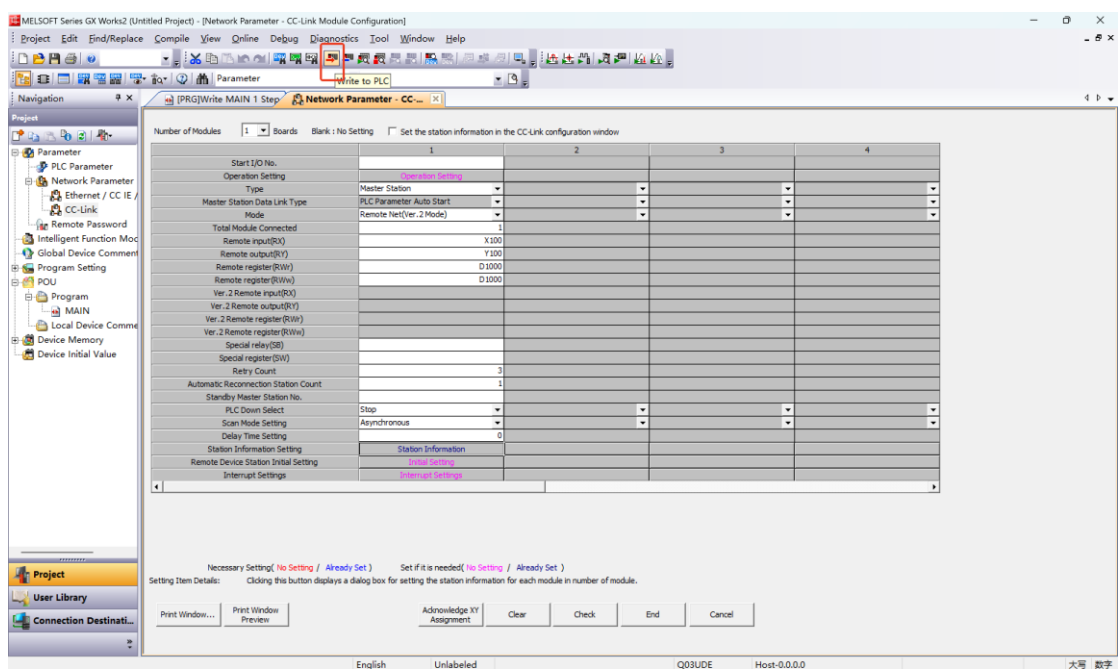 MELSOFT Series GX Works2 (Untitled Project) - [Network Parameter - CC-Link Module Configuration]
Project Edit Find/Replace Compile View Online Debug Diagnostics Tool Window Help
Parameter
Write to PLC
Navigation
[PRG]Write MAIN 1 Step
Network Parameter - CC-...
Project
Parameter
PLC Parameter
Network Parameter
Ethernet / CC IE /
CC-Link
Remote Password
Intelligent Function Moc
Global Device Comment
Program Setting
POU
Program
MAIN
Local Device Comme
Device Memory
Device Initial Value
Number of Modules 1 Boards Blank : No Setting Set the station information in the CC-Link configuration window
1 2 3 4
Start I/O No.
Operation Setting Operation Setting
Type Master Station
Master Station Data Link Type PLC Parameter Auto Start
Mode Remote Net(Ver.2 Mode)
Total Module Connected 1
Remote input(RX) X100
Remote output(RY) Y100
Remote register(RWr) D1000
Remote register(RWw) D1000
Ver.2 Remote input(RX)
Ver.2 Remote output(RY)
Ver.2 Remote register(RWr)
Ver.2 Remote register(RWw)
Special relay(SB)
Special register(SW)
Retry Count 3
Automatic Reconnection Station Count 1
Standby Master Station No.
PLC Down Select Stop
Scan Mode Setting Asynchronous
Delay Time Setting 0
Station Information Setting Station Information
Remote Device Station Initial Setting Initial Setting
Interrupt Settings Interrupt Settings
Necessary Setting( No Setting / Already Set ) Set if it is needed( No Setting / Already Set )
Setting Item Details: Clicking this button displays a dialog box for setting the station information for each module in number of module.
Print Window... Print Window Preview Acknowledge XY Assignment Clear Check End Cancel
Project
User Library
Connection Destinati...
English Unlabeled Q03UDE Host-0.0.0.0 大写 数字